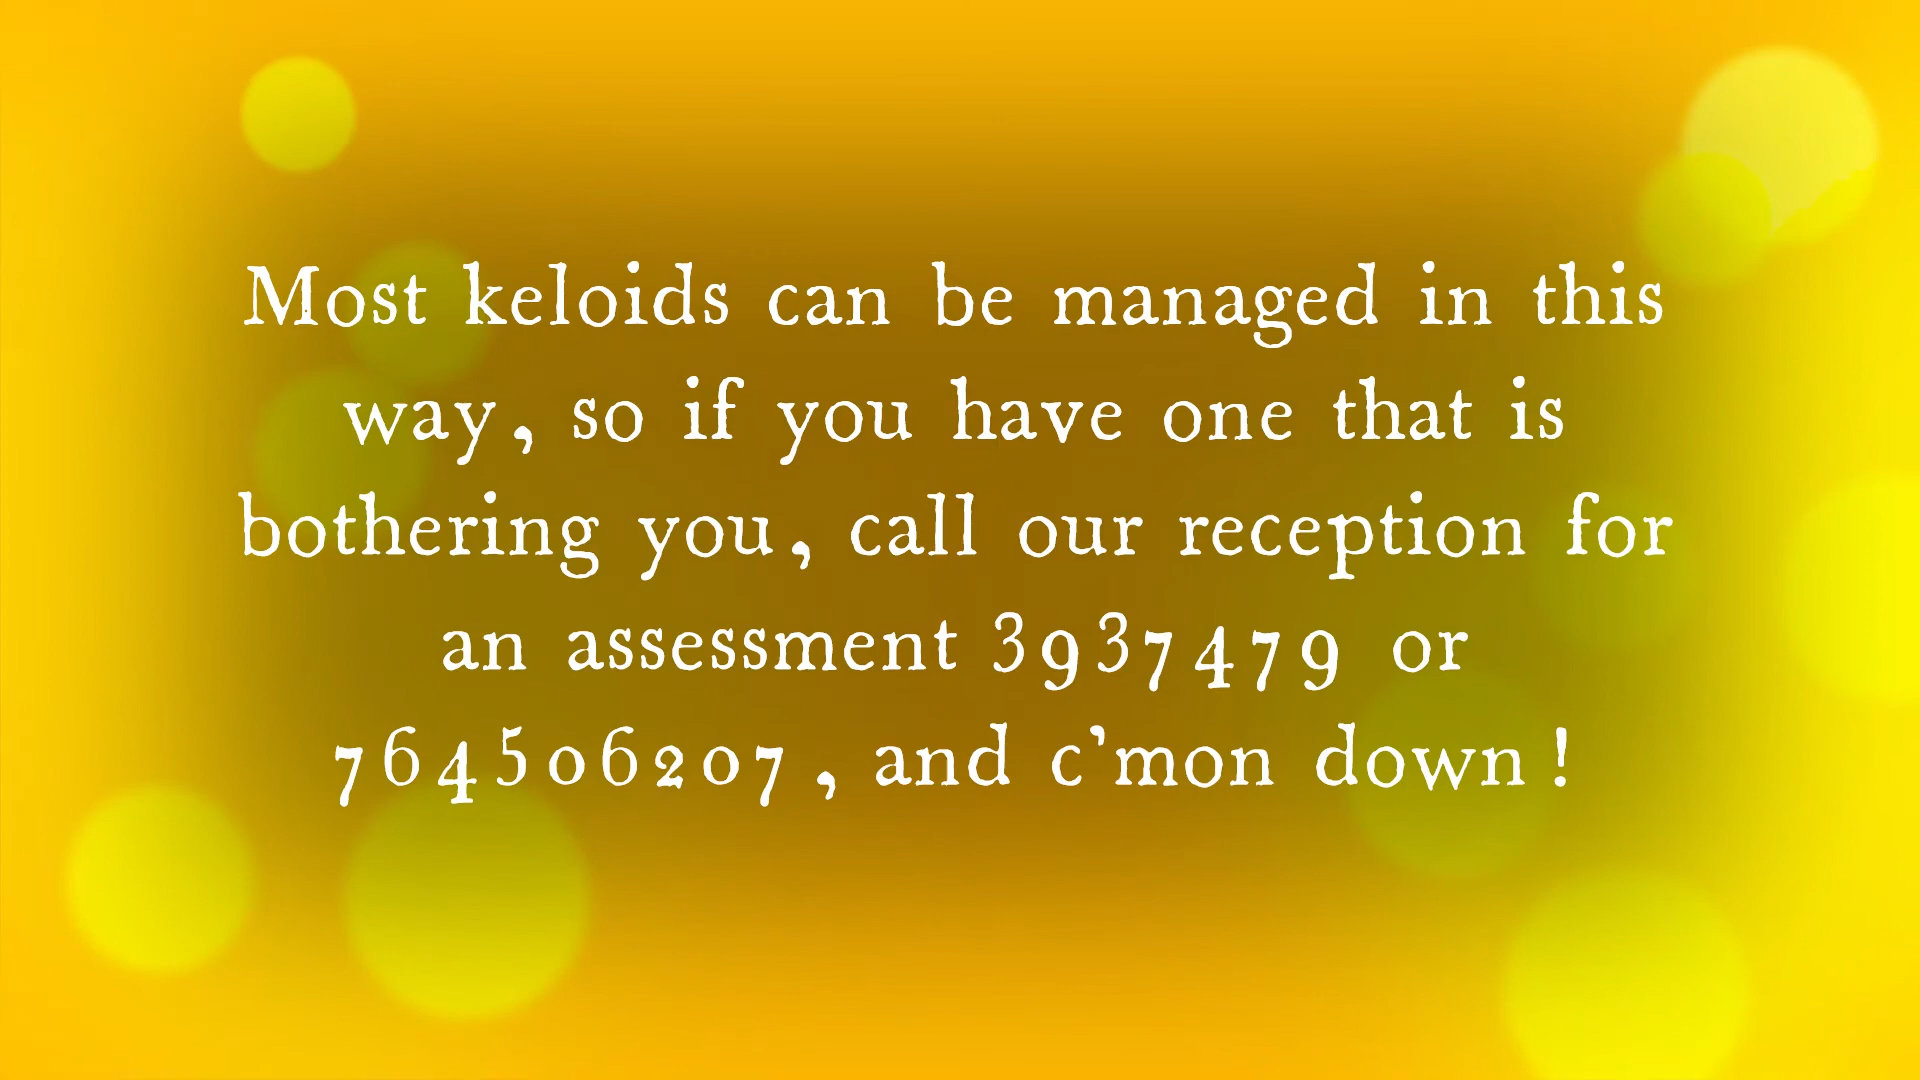 Most keloids can be managed in this
way, so if you have one that is
bothering you, call our reception for
an assessment 3937479 or
764506207, and c'mon down!